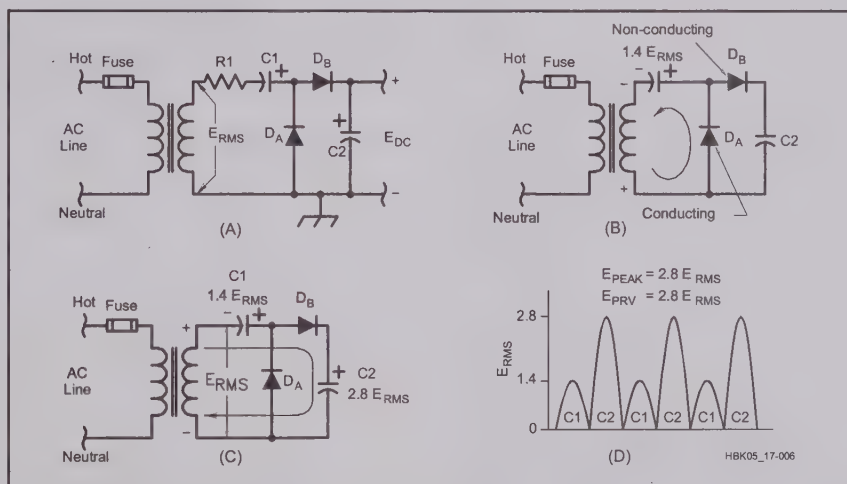 Hot
Fuse
AC
Line
Neutral
R1
C1
+
D_B
E_RMS
D_A
+
C2
+
E_DC
−
(A)
Non-conducting
1.4 E_RMS
−
+
D_B
−
Hot
Fuse
AC
Line
Neutral
+
D_A
C2
Conducting
(B)
C1
1.4 E_RMS
−
+
D_B
Hot
Fuse
AC
Line
Neutral
+
E_RMS
−
D_A
+
C2
2.8 E_RMS
(C)
E_PEAK = 2.8 E_RMS
E_PRV = 2.8 E_RMS
E_RMS
2.8
1.4
0
C1 C2 C1 C2 C1 C2
(D)
HBK05_17-006